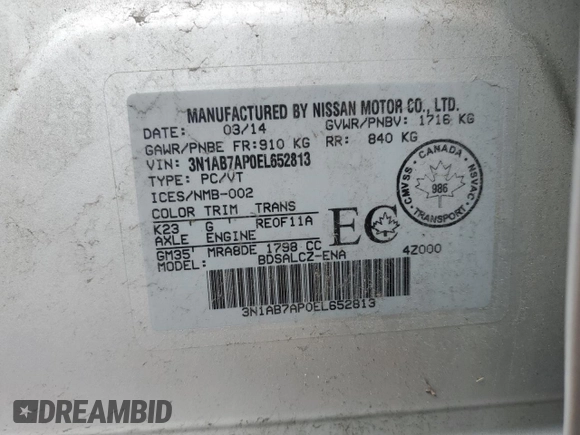 MANUFACTURED BY NISSAN MOTOR CO., LTD.
DATE: 03/14 GVWR/PNBV: 1716 KG
GAWR/PNBE FR: 910 KG RR: 840 KG
VIN: 3N1AB7AP0EL652813
TYPE: PC/VT
ICES/NMB-002
COLOR TRIM TRANS
K23 G RE0F11A
AXLE ENGINE
GM35 MRA8DE 1798 CC
MODEL: BDSALCZ-ENA 4Z000
EC
CANADA
CMVSS
NSVAC
986
TRANSPORT
3N1AB7AP0EL652813
DREAMBID